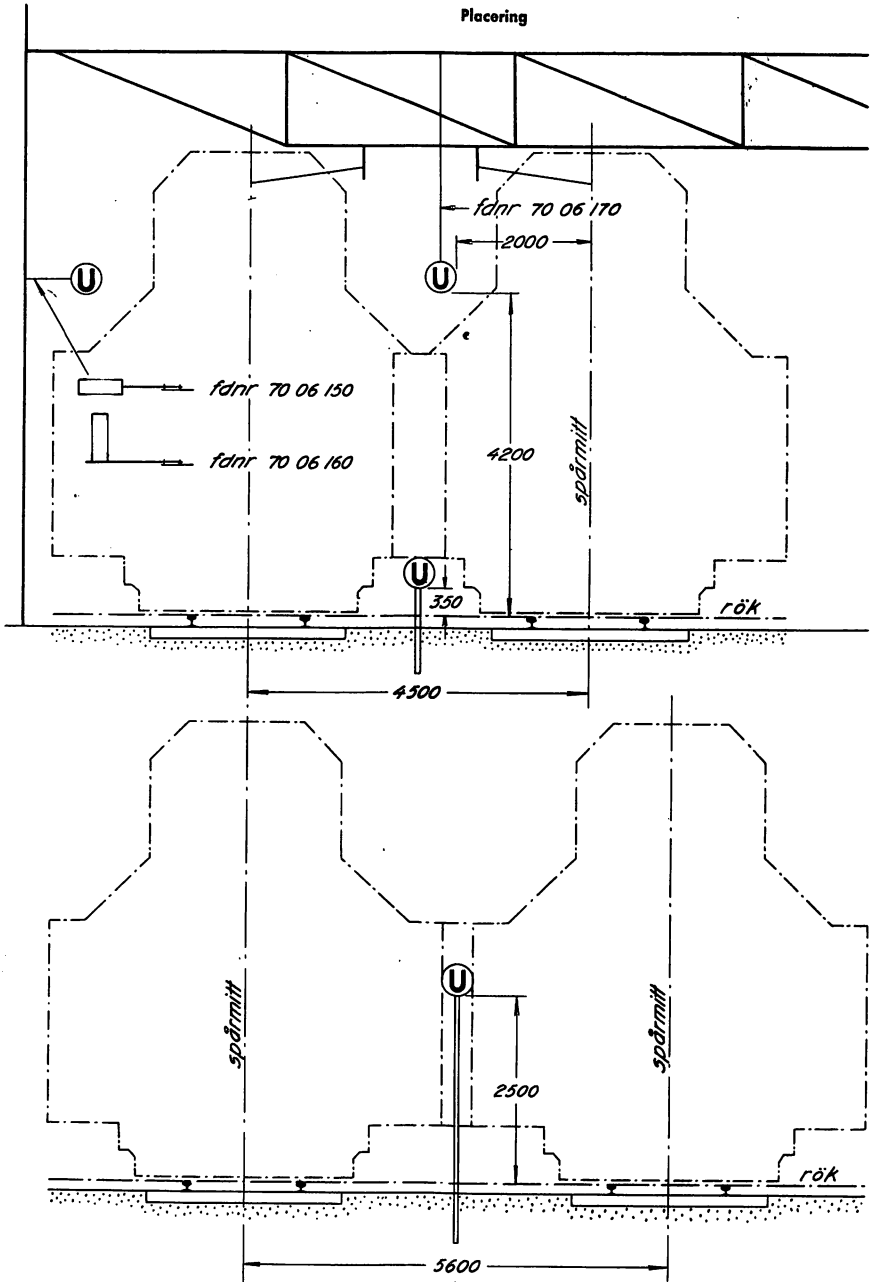 Placering
fdnr 70 06 170
2000
U
U
fdnr 70 06 150
fdnr 70 06 160
4200
spårmitt
U
350
rök
4500
U
spårmitt
spårmitt
2500
rök
5600